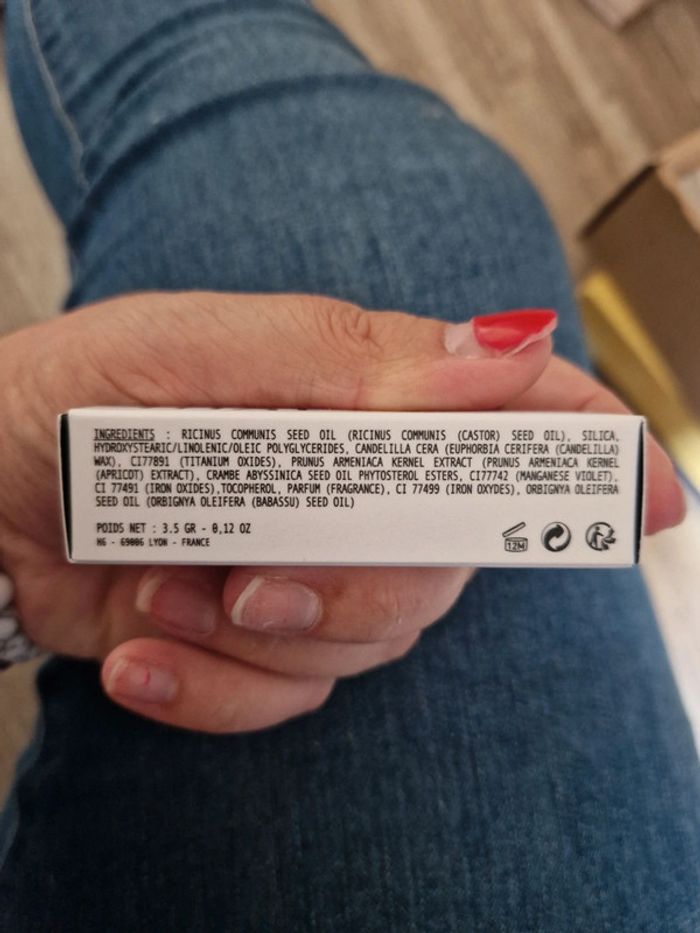 INGREDIENTS : RICINUS COMMUNIS SEED OIL (RICINUS COMMUNIS (CASTOR) SEED OIL), SILICA,
HYDROXYSTEARIC/LINOLENIC/OLEIC POLYGLYCERIDES, CANDELILLA CERA (EUPHORBIA CERIFERA (CANDELILLA)
WAX), CI77891 (TITANIUM OXIDES), PRUNUS ARMENIACA KERNEL EXTRACT (PRUNUS ARMENIACA KERNEL
(APRICOT) EXTRACT), CRAMBE ABYSSINICA SEED OIL PHYTOSTEROL ESTERS, CI77742 (MANGANESE VIOLET),
CI 77491 (IRON OXIDES),TOCOPHEROL, PARFUM (FRAGRANCE), CI 77499 (IRON OXYDES), ORBIGNYA OLEIFERA
SEED OIL (ORBIGNYA OLEIFERA (BABASSU) SEED OIL)
POIDS NET : 3.5 GR - 0,12 OZ
N6 - 69006 LYON - FRANCE
12M